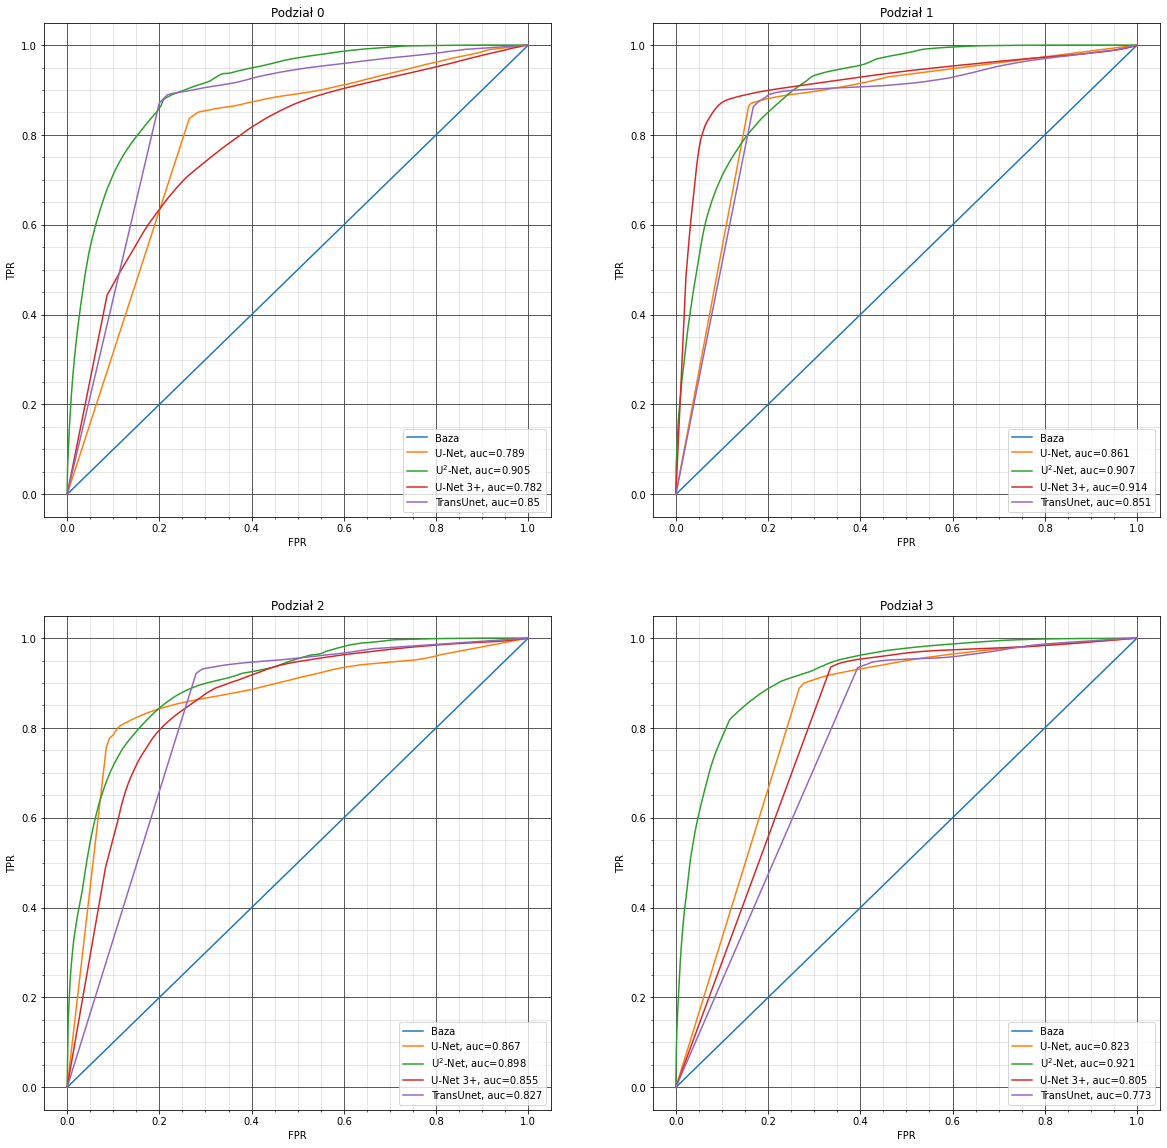 Podział 0
1.0
0.8
0.6
0.4
0.2
0.0
TPR
0.0 0.2 0.4 0.6 0.8 1.0
FPR
Baza
U-Net, auc=0.789
U²-Net, auc=0.905
U-Net 3+, auc=0.782
TransUnet, auc=0.85
Podział 1
1.0
0.8
0.6
0.4
0.2
0.0
TPR
0.0 0.2 0.4 0.6 0.8 1.0
FPR
Baza
U-Net, auc=0.861
U²-Net, auc=0.907
U-Net 3+, auc=0.914
TransUnet, auc=0.851
Podział 2
1.0
0.8
0.6
0.4
0.2
0.0
TPR
0.0 0.2 0.4 0.6 0.8 1.0
FPR
Baza
U-Net, auc=0.867
U²-Net, auc=0.898
U-Net 3+, auc=0.855
TransUnet, auc=0.827
Podział 3
1.0
0.8
0.6
0.4
0.2
0.0
TPR
0.0 0.2 0.4 0.6 0.8 1.0
FPR
Baza
U-Net, auc=0.823
U²-Net, auc=0.921
U-Net 3+, auc=0.805
TransUnet, auc=0.773